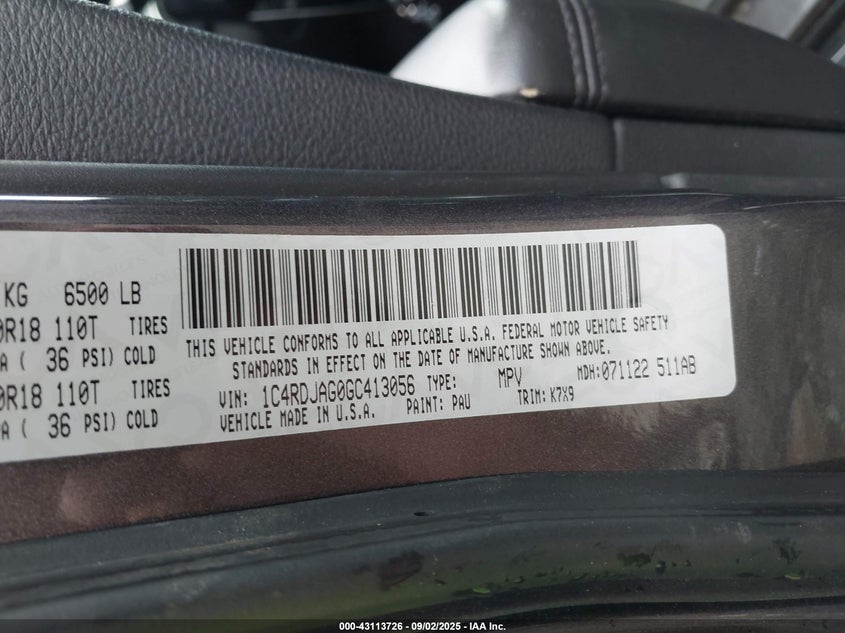 KG 6500 LB
0R18 110T TIRES
A ( 36 PSI) COLD
0R18 110T TIRES
A ( 36 PSI) COLD
THIS VEHICLE CONFORMS TO ALL APPLICABLE U.S.A. FEDERAL MOTOR VEHICLE SAFETY
STANDARDS IN EFFECT ON THE DATE OF MANUFACTURE SHOWN ABOVE.
VIN: 1C4RDJAG0GC413056 TYPE: MPV MDH:071122 511AB
VEHICLE MADE IN U.S.A. PAINT: PAU TRIM: K7X9
000-43113726 - 09/02/2025 - IAA Inc.